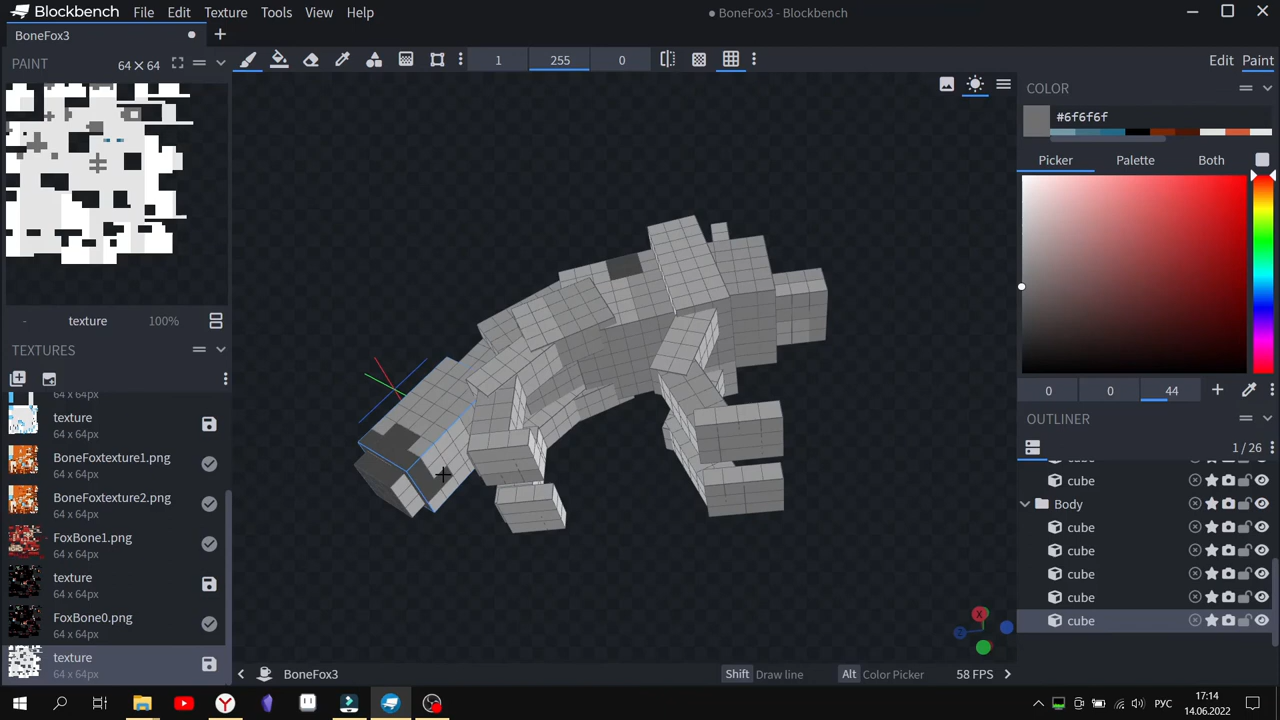 Blockbench File Edit Texture Tools View Help BoneFox3 - Blockbench
BoneFox3
PAINT 64 × 64
1 255 0
Edit Paint
COLOR
#6f6f6f
Picker Palette Both
- texture 100%
TEXTURES
64 x 64px
texture
64 x 64px
BoneFoxtexture1.png
64 x 64px
BoneFoxtexture2.png
64 x 64px
FoxBone1.png
64 x 64px
texture
64 x 64px
FoxBone0.png
64 x 64px
texture
64 x 64px
0 0 44
OUTLINER
1 / 26
cube
Body
cube
cube
cube
cube
cube
X
Z
BoneFox3 Shift Draw line Alt Color Picker 58 FPS
РУС 17:14
14.06.2022